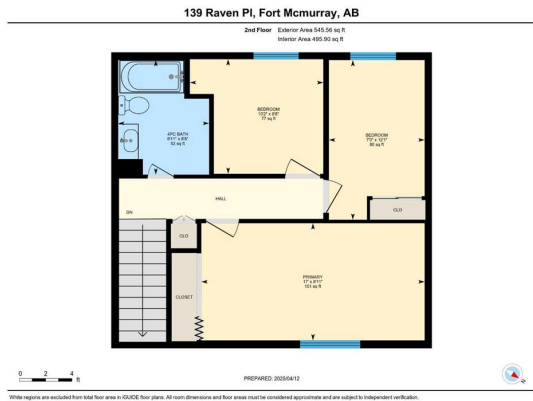 139 Raven Pl, Fort Mcmurray, AB
2nd Floor Exterior Area 545.56 sq ft
Interior Area 495.90 sq ft
4PC BATH
6'11" x 8'8"
52 sq ft
BEDROOM
10'2" x 8'8"
77 sq ft
BEDROOM
7'3" x 12'1"
80 sq ft
HALL
DN
CLO
CLO
CLOSET
PRIMARY
17' x 8'11"
151 sq ft
0 2 4
ft
PREPARED: 2025/04/12
N
White regions are excluded from total floor area in iGUIDE floor plans. All room dimensions and floor areas must be considered approximate and are subject to independent verification.